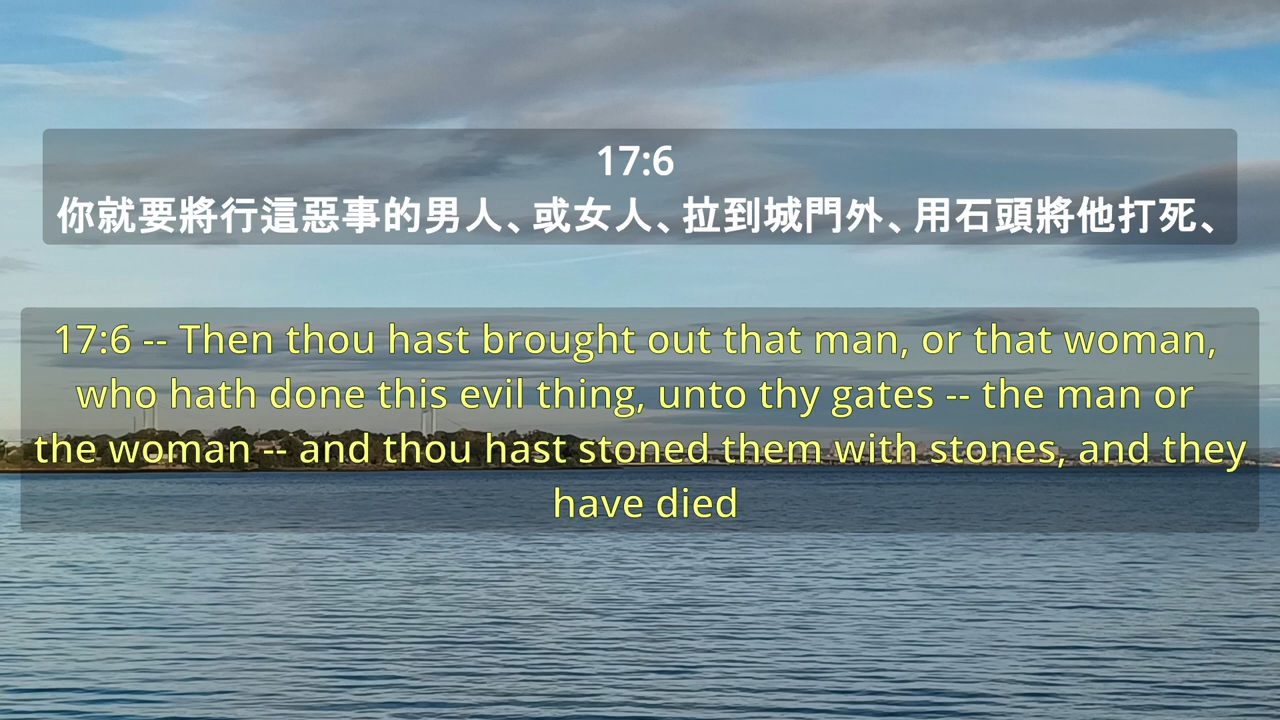 17:6
你就要將行這惡事的男人、或女人、拉到城門外、用石頭將他打死、
17:6 -- Then thou hast brought out that man, or that woman,
who hath done this evil thing, unto thy gates -- the man or
the woman -- and thou hast stoned them with stones, and they
have died